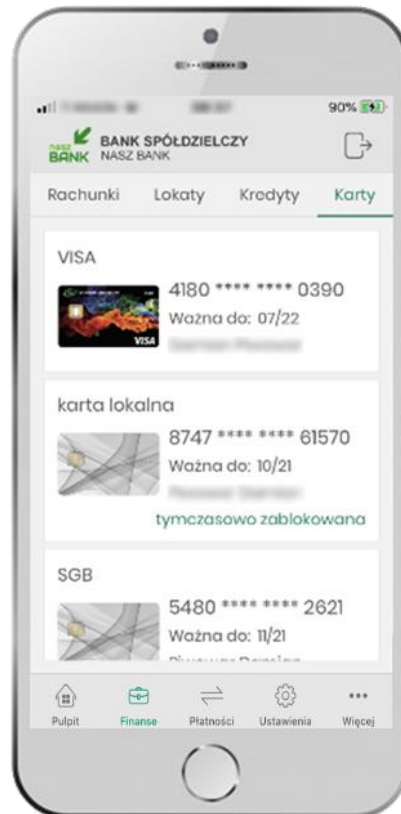 90%
NASZ
BANK
BANK SPÓŁDZIELCZY
NASZ BANK
Rachunki Lokaty Kredyty Karty
VISA
4180 **** **** 0390
Ważna do: 07/22
VISA
karta lokalna
8747 **** **** 61570
Ważna do: 10/21
tymczasowo zablokowana
SGB
5480 **** **** 2621
Ważna do: 11/21
Pulpit Finanse Płatności Ustawienia Więcej